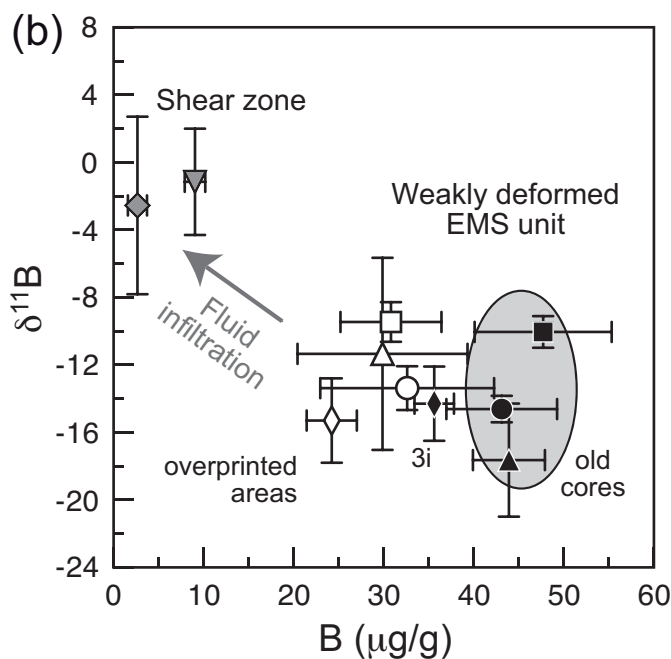 (b)
8
4
0
-4
-8
-12
-16
-20
-24
δ¹¹B
Shear zone
Weakly deformed
EMS unit
Fluid
infiltration
overprinted
areas
3i
old
cores
0
10
20
30
40
50
60
B (μg/g)